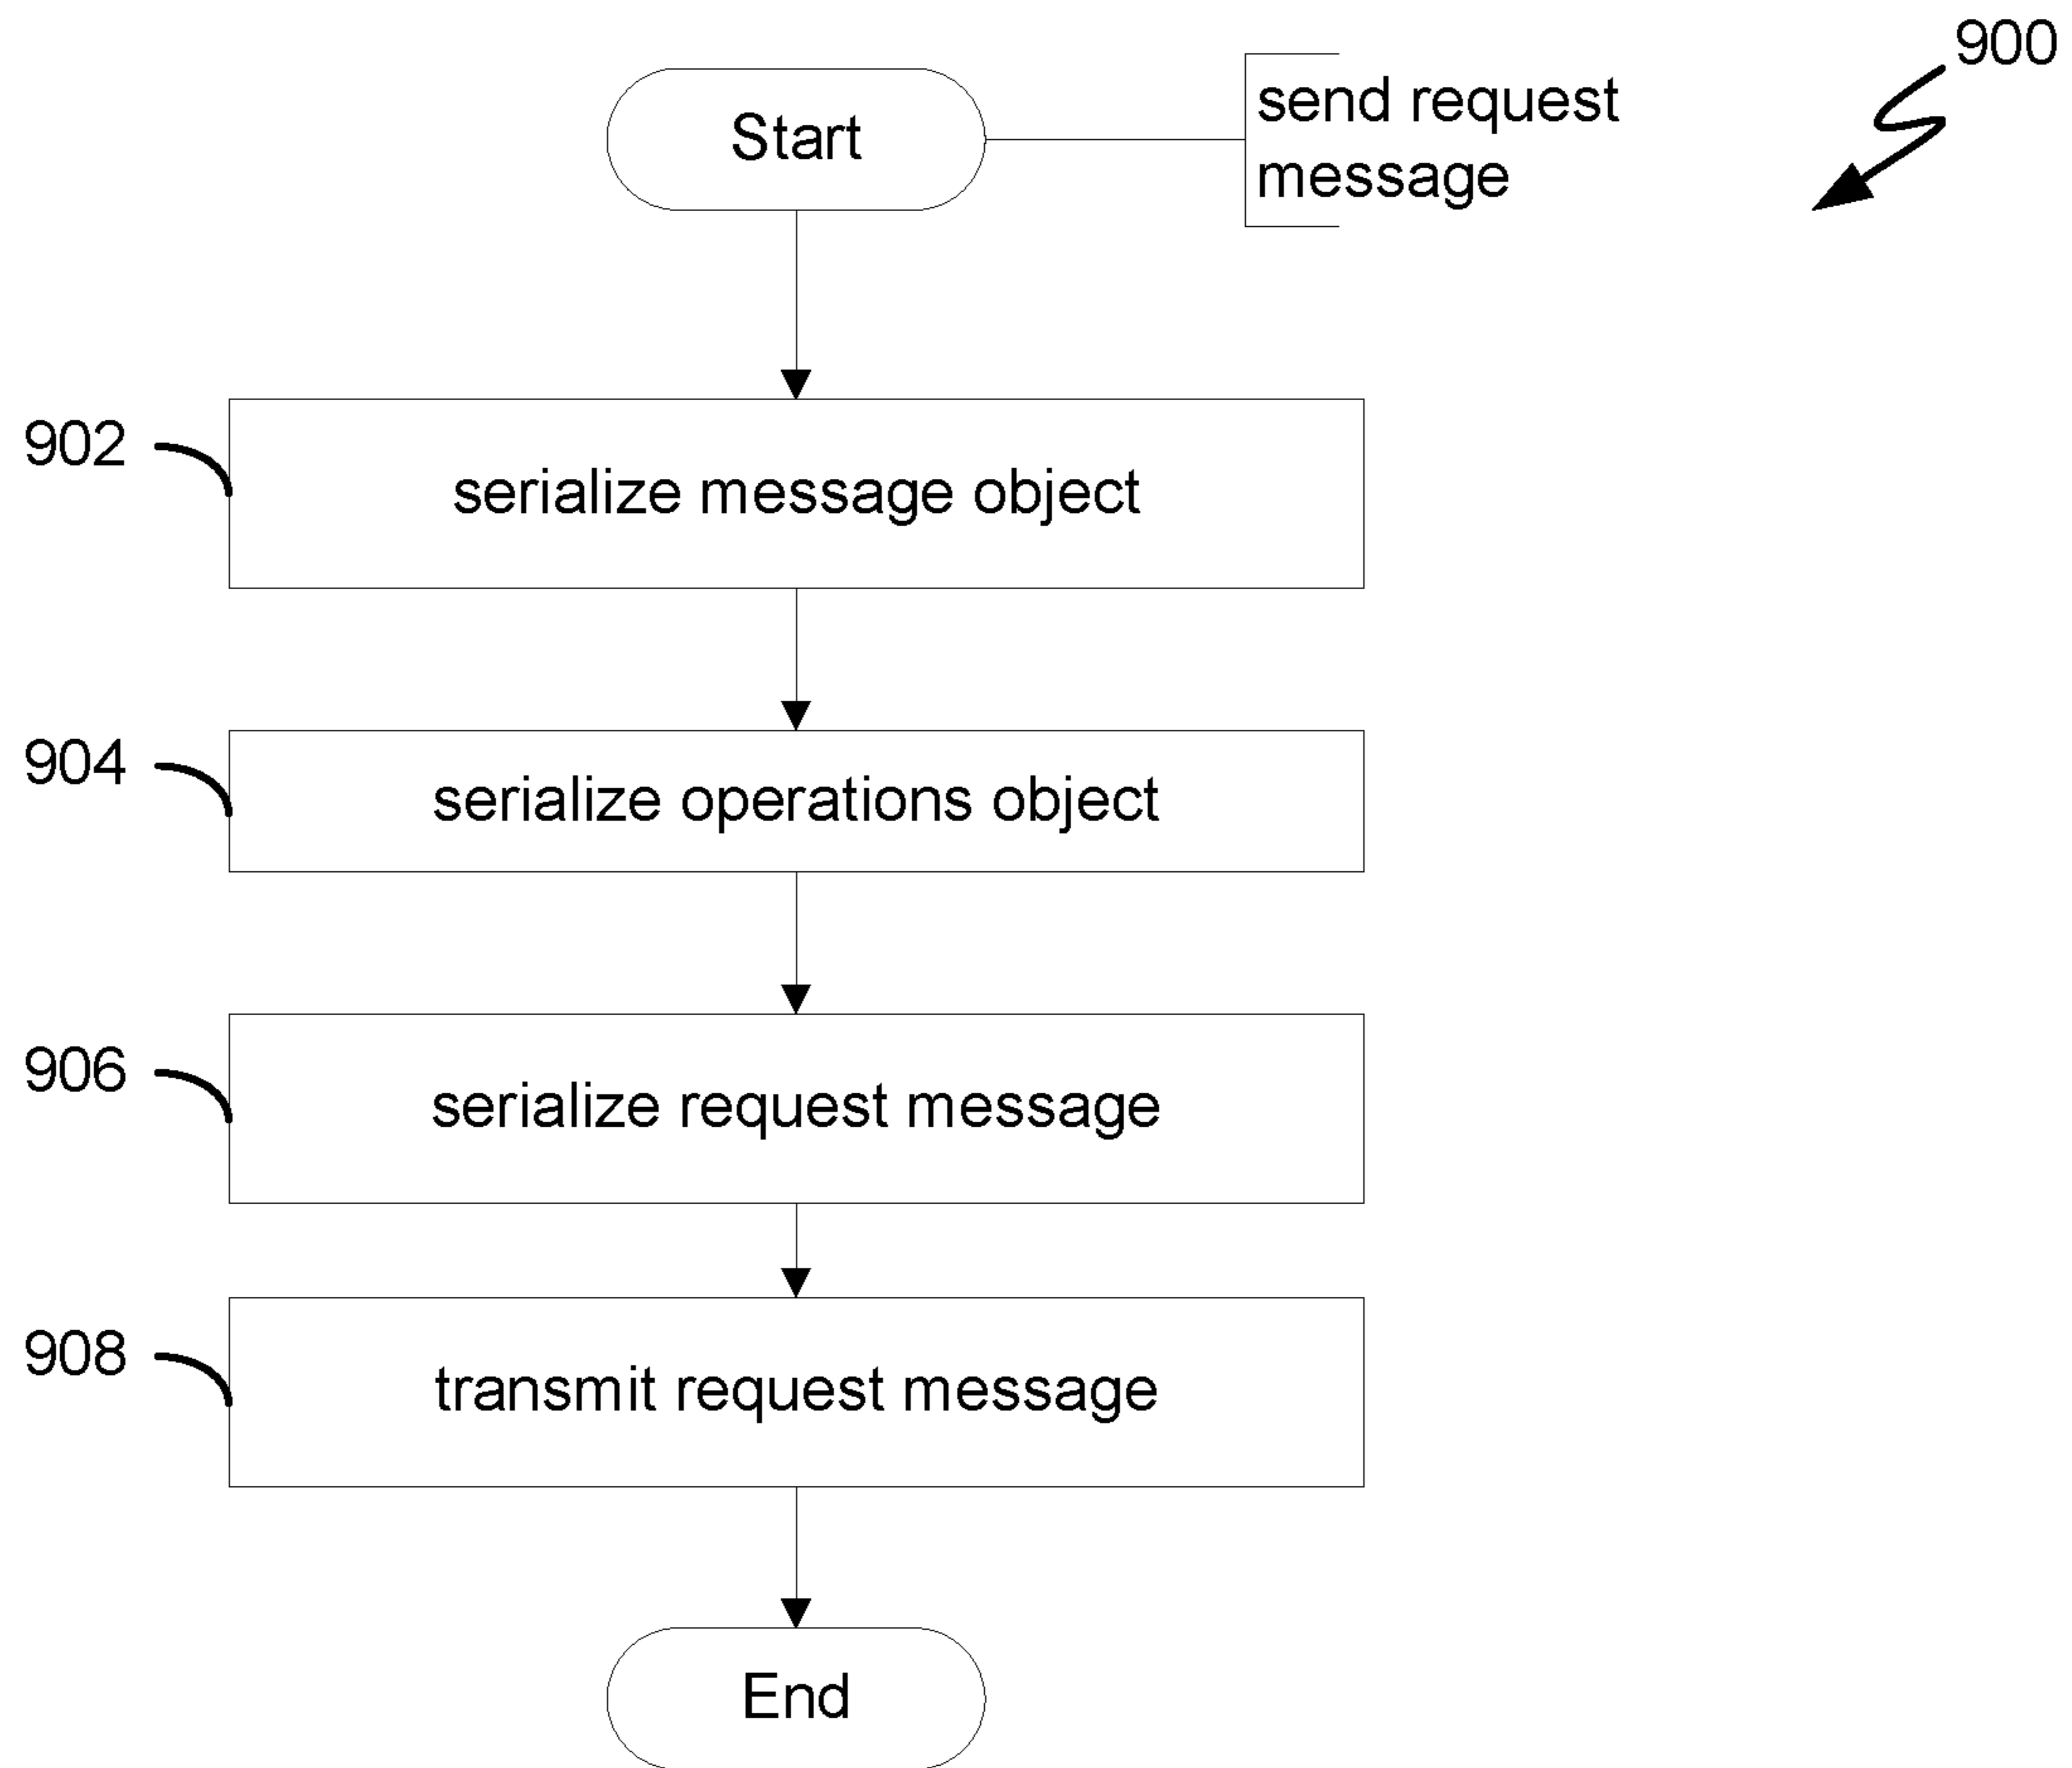 900
Start
send request
message
902
serialize message object
904
serialize operations object
906
serialize request message
908
transmit request message
End